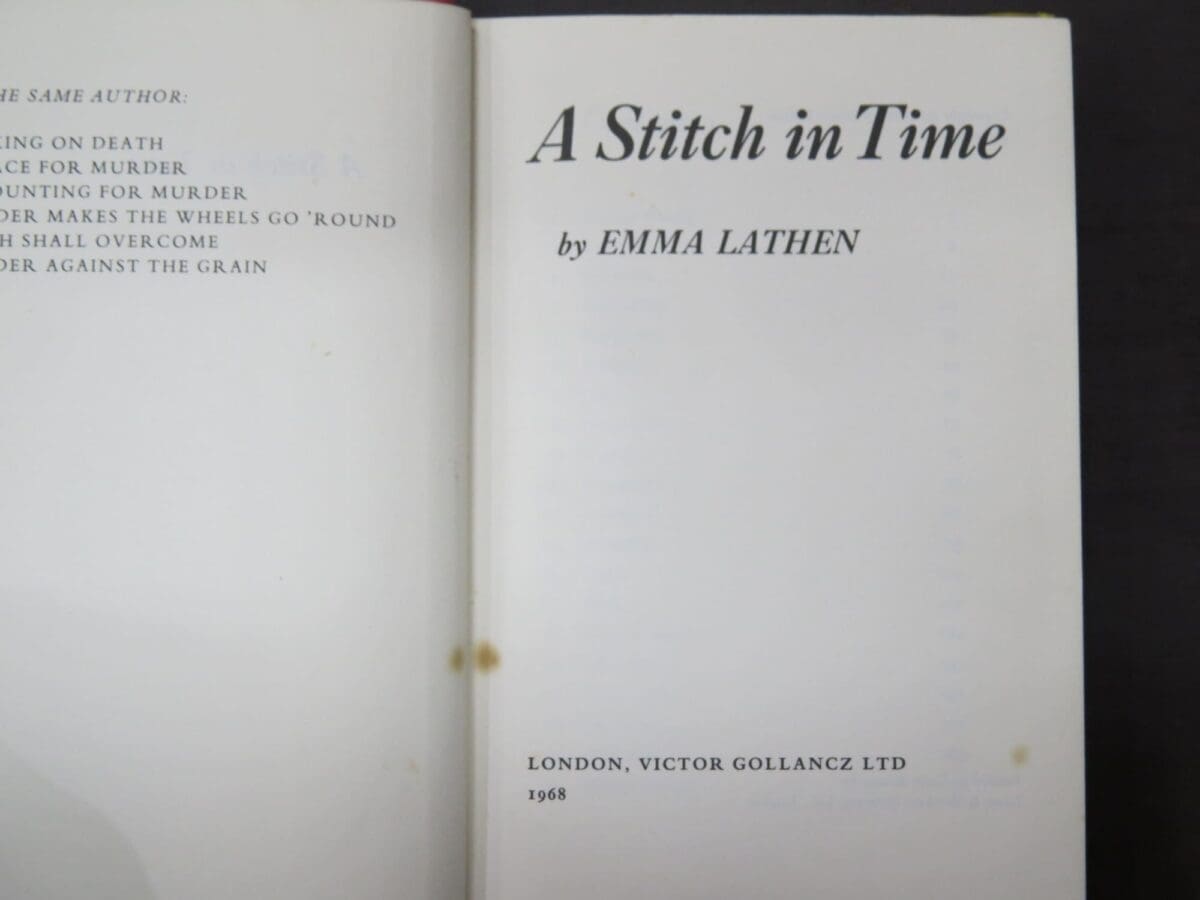 HE SAME AUTHOR:
KING ON DEATH
ACE FOR MURDER
OUNTING FOR MURDER
DER MAKES THE WHEELS GO 'ROUND
H SHALL OVERCOME
DER AGAINST THE GRAIN
A Stitch in Time
by EMMA LATHEN
LONDON, VICTOR GOLLANCZ LTD
1968